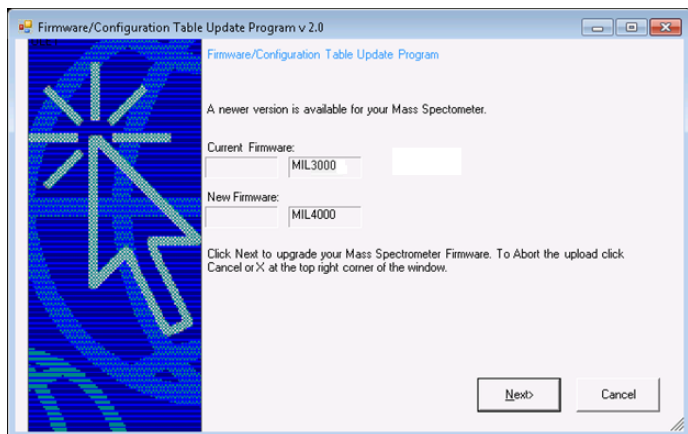 Firmware/Configuration Table Update Program v 2.0
Firmware/Configuration Table Update Program
A newer version is available for your Mass Spectometer.
Current Firmware:
MIL3000
New Firmware:
MIL4000
Click Next to upgrade your Mass Spectrometer Firmware. To Abort the upload click
Cancel or X at the top right corner of the window.
Next> Cancel